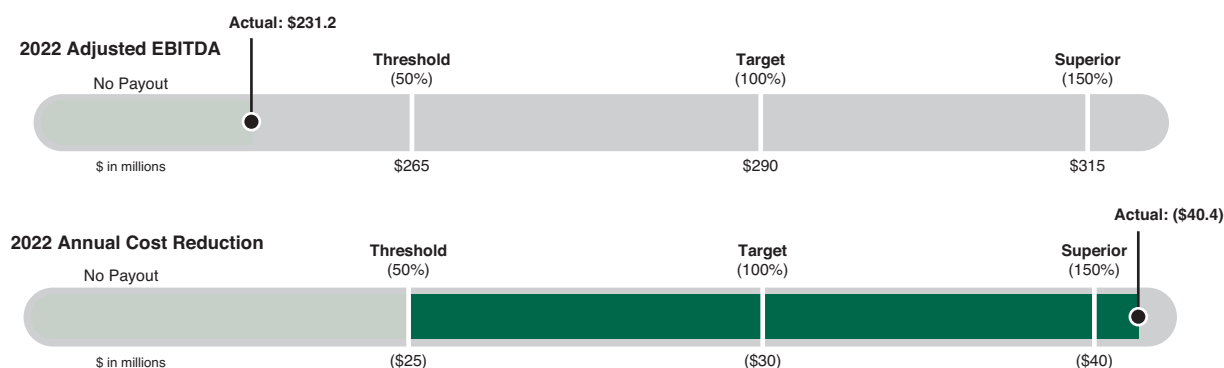 Actual: $231.2
2022 Adjusted EBITDA
Threshold
(50%)
Target
(100%)
Superior
(150%)
No Payout
$ in millions
$265
$290
$315
Actual: ($40.4)
2022 Annual Cost Reduction
Threshold
(50%)
Target
(100%)
Superior
(150%)
No Payout
$ in millions
($25)
($30)
($40)